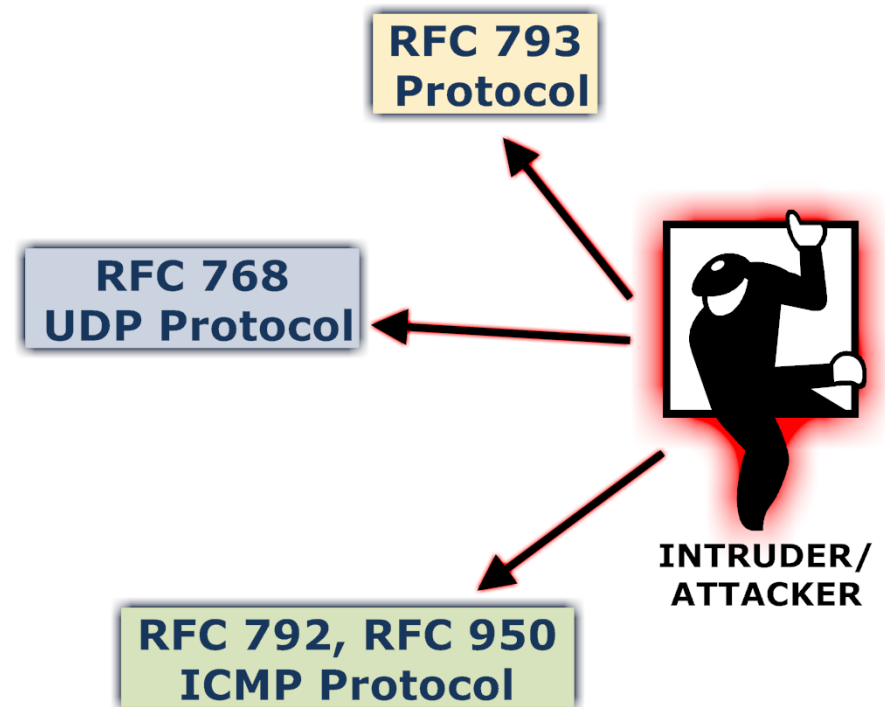 RFC 793
Protocol
RFC 768
UDP Protocol
INTRUDER/
ATTACKER
RFC 792, RFC 950
ICMP Protocol